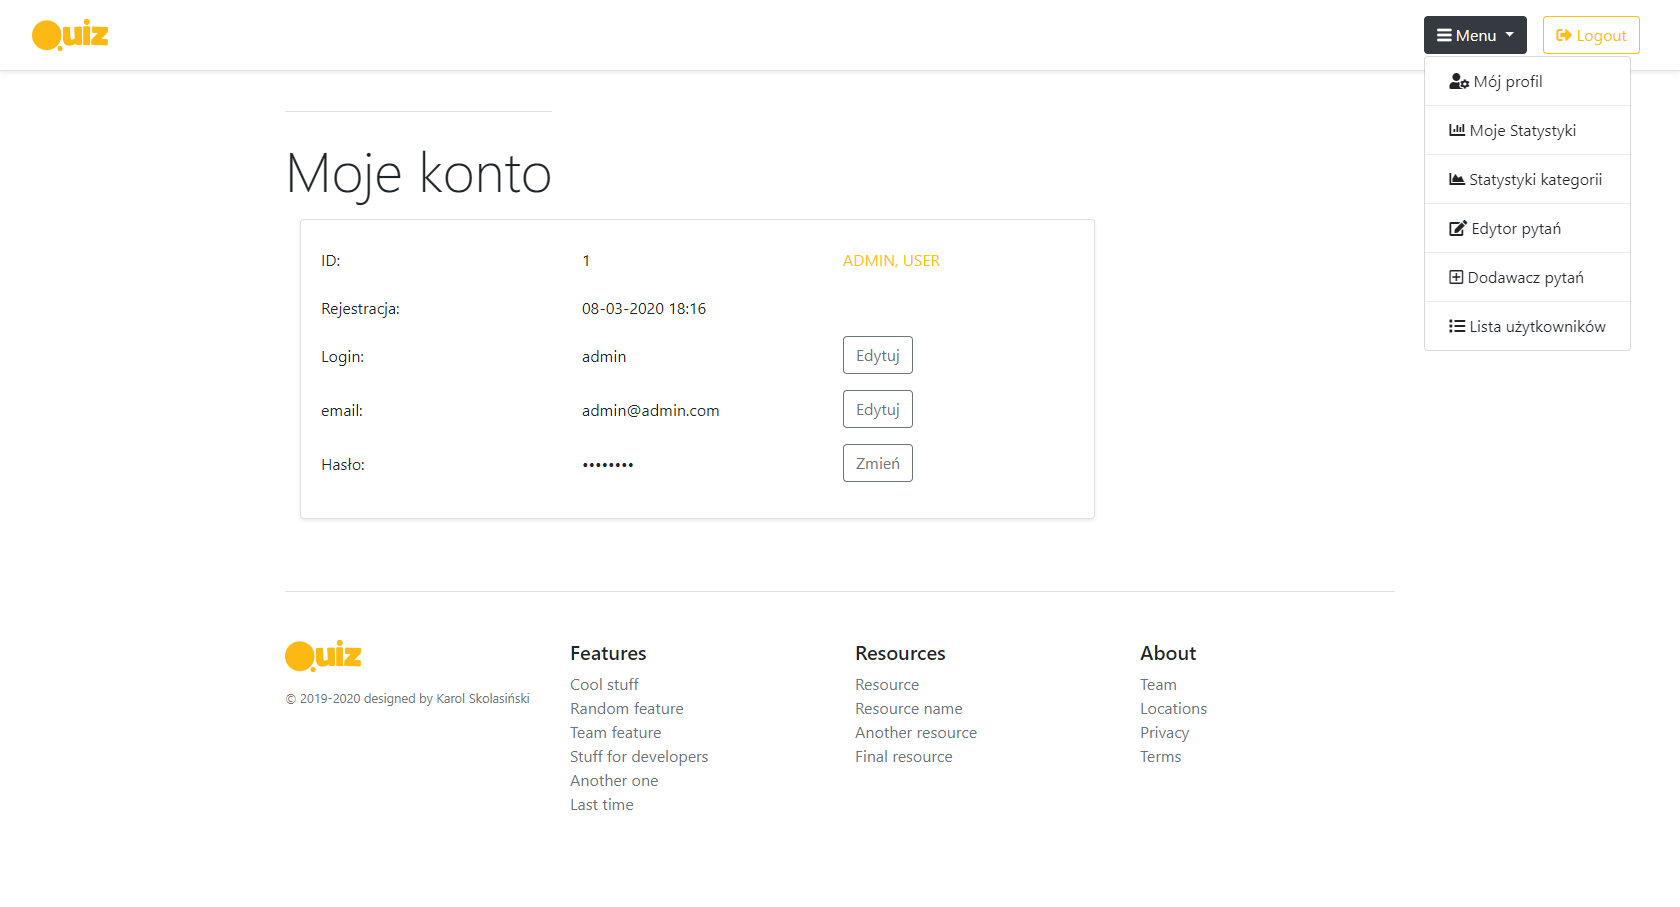 Quiz
Menu
Logout
Mój profil
Moje Statystyki
Statystyki kategorii
Edytor pytań
Dodawacz pytań
Lista użytkowników
Moje konto
ID: 1 ADMIN, USER
Rejestracja: 08-03-2020 18:16
Login: admin Edytuj
email: admin@admin.com Edytuj
Hasło: •••••••• Zmień
Quiz
© 2019-2020 designed by Karol Skolasiński
Features
Cool stuff
Random feature
Team feature
Stuff for developers
Another one
Last time
Resources
Resource
Resource name
Another resource
Final resource
About
Team
Locations
Privacy
Terms